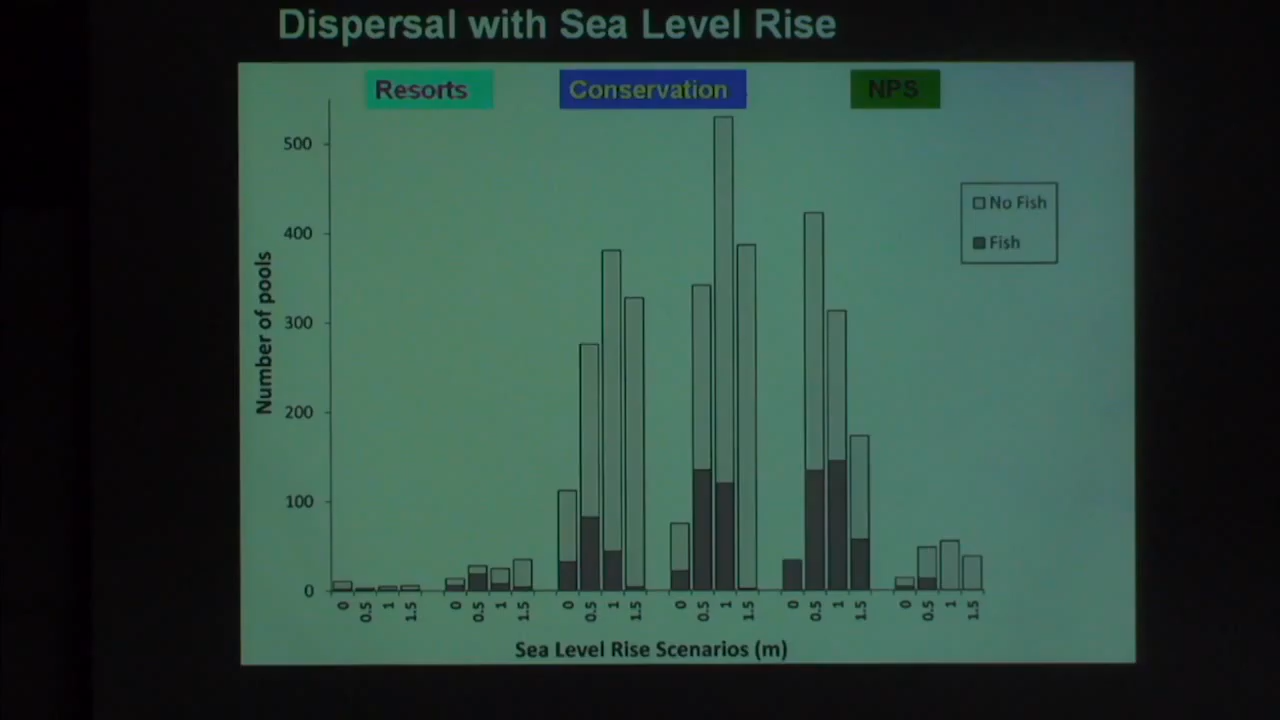 Dispersal with Sea Level Rise
Resorts
Conservation
NPS
500
400
300
200
100
0
Number of pools
No Fish
Fish
0 0.5 1 1.5 0 0.5 1 1.5 0 0.5 1 1.5 0 0.5 1 1.5 0 0.5 1 1.5 0 0.5 1 1.5
Sea Level Rise Scenarios (m)